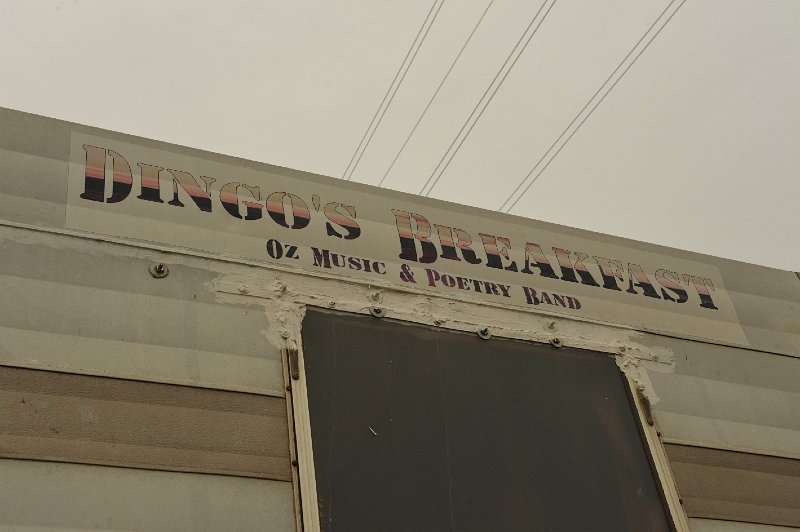 Dingo's Breakfast
Oz Music & Poetry Band